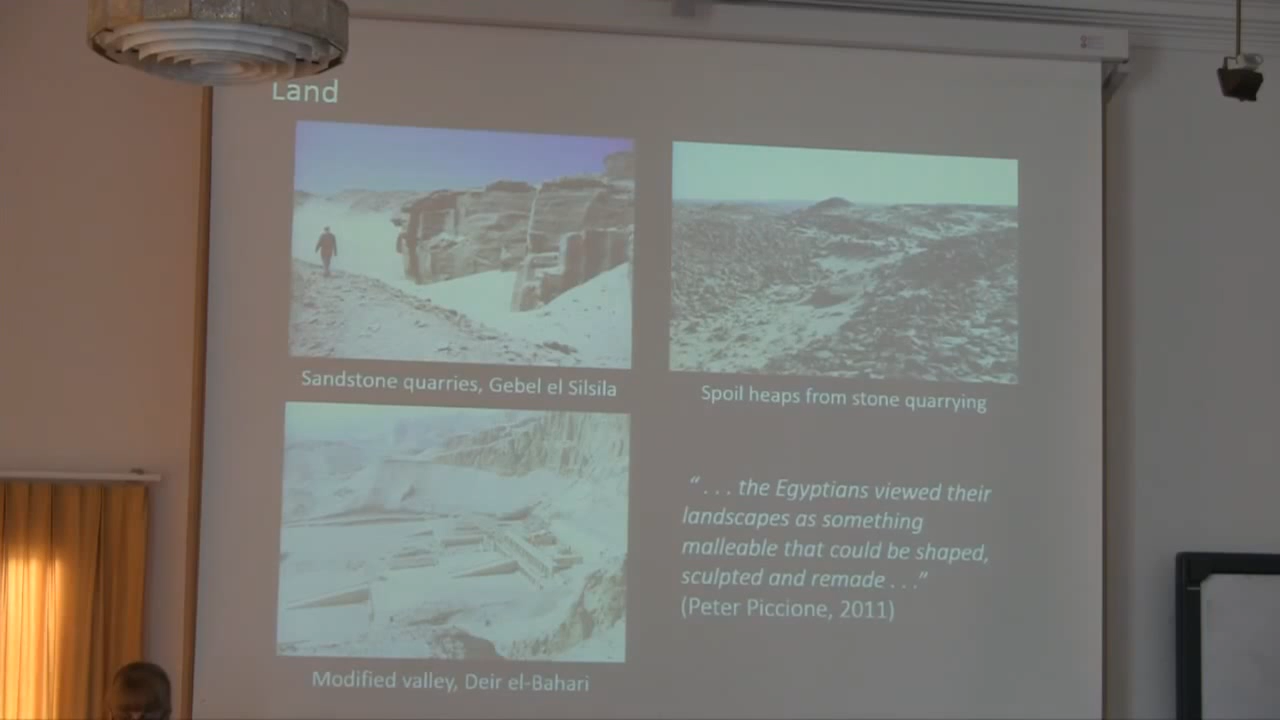 Land
Sandstone quarries, Gebel el Silsila
Spoil heaps from stone quarrying
Modified valley, Deir el-Bahari
“ . . . the Egyptians viewed their
landscapes as something
malleable that could be shaped,
sculpted and remade . . .”
(Peter Piccione, 2011)